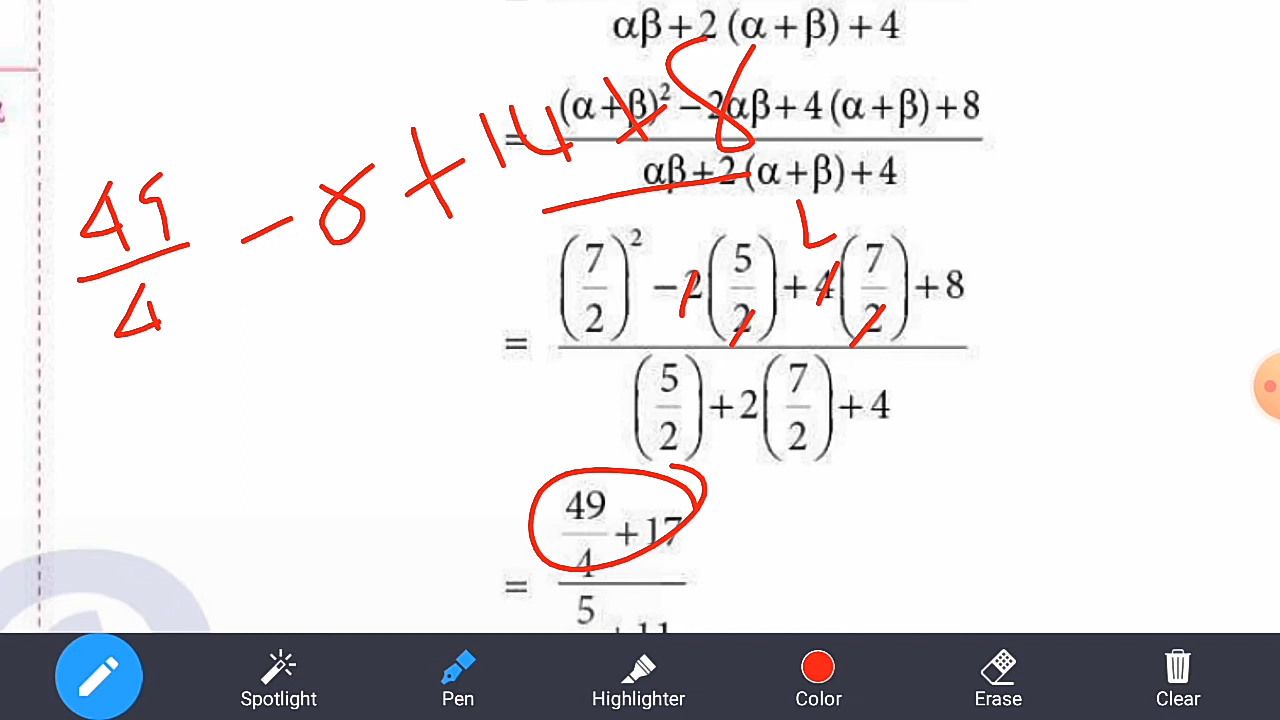 αβ+2(α+β)+4
= (α+β)² −2αβ+4(α+β)+8
αβ+2(α+β)+4
49/4 − 8 + 14 + 8
= (7/2)² −2(5/2)+4(7/2)+8
2
(5/2)+2(7/2)+4
= 49/4 +17
5
+11
Spotlight Pen Highlighter Color Erase Clear